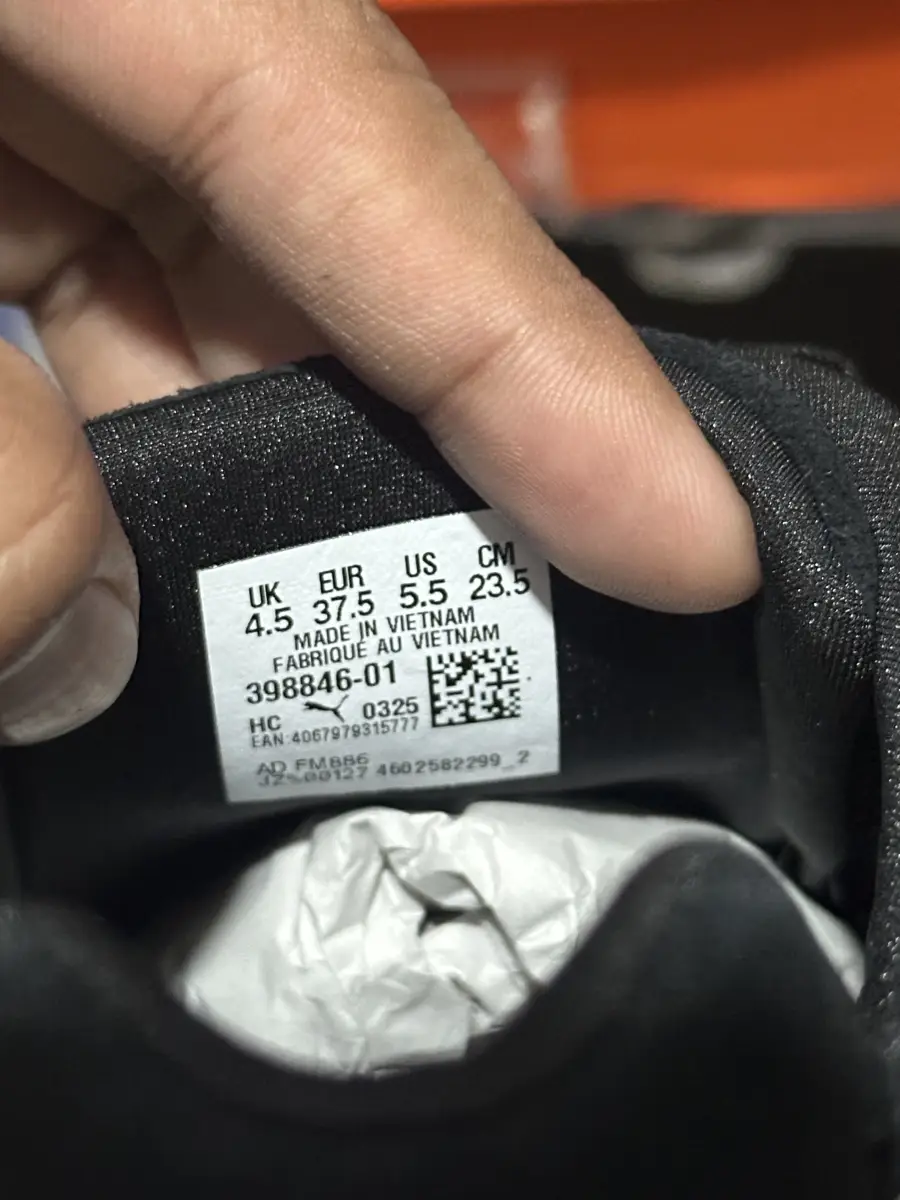 UK EUR US CM
4.5 37.5 5.5 23.5
MADE IN VIETNAM
FABRIQUE AU VIETNAM
398846-01
HC 0325
EAN:4067979315777
AD FM886
4602582299_2